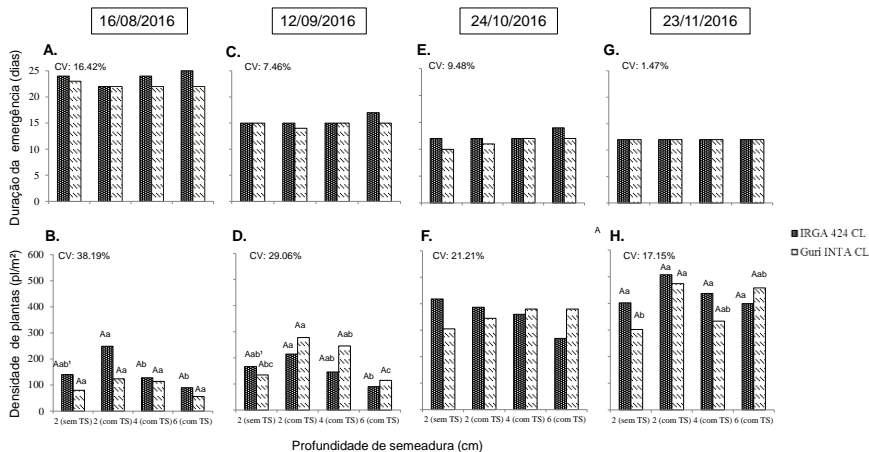 16/08/2016
12/09/2016
24/10/2016
23/11/2016
Duração da emergência (dias)
A.
CV: 16.42%
25
20
15
10
5
0
C.
CV: 7.46%
E.
CV: 9.48%
G.
CV: 1.47%
Densidade de plantas (pl/m²)
B.
CV: 38.19%
600
500
400
300
200
100
0
Aab¹
Aa
Aa
Aa
Ab
Aa
Ab
Aa
2 (sem TS) 2 (com TS) 4 (com TS) 6 (com TS)
D.
CV: 29.06%
Aab¹
Abc
Aa
Aa
Aab
Aab
Ab
Ac
2 (sem TS) 2 (com TS) 4 (com TS) 6 (com TS)
F.
CV: 21.21%
2 (sem TS) 2 (com TS) 4 (com TS) 6 (com TS)
A
H.
CV: 17.15%
Aa
Ab
Aa
Aa
Aa
Aab
Aa
Aab
2 (sem TS) 2 (com TS) 4 (com TS) 6 (com TS)
IRGA 424 CL
Guri INTA CL
Profundidade de semeadura (cm)